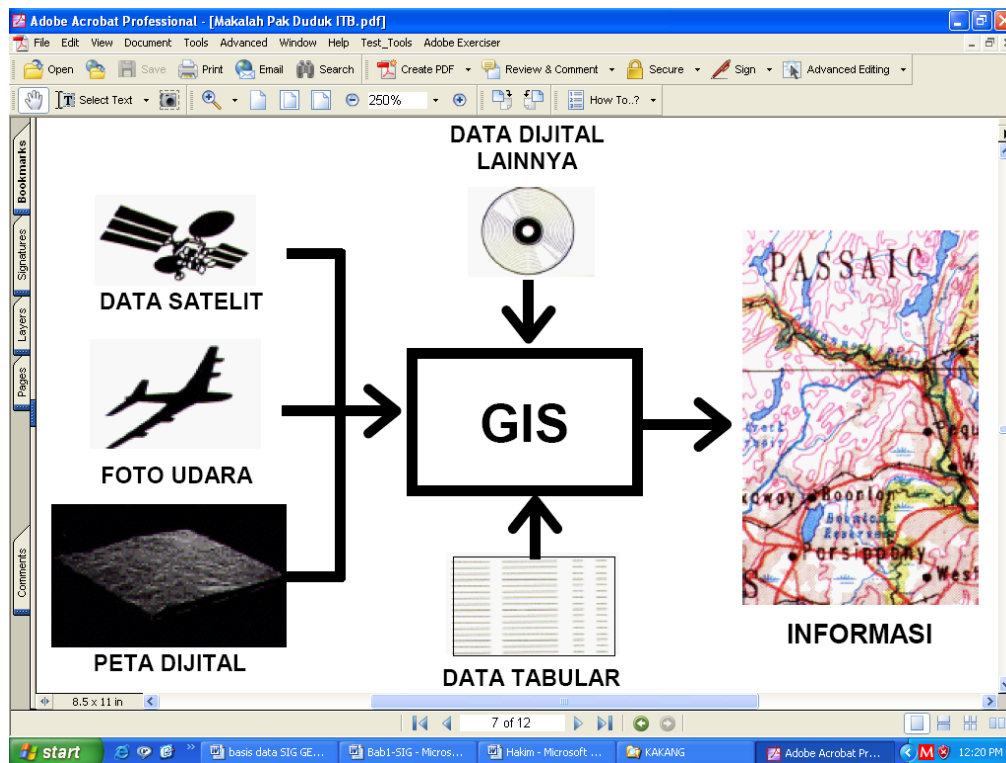 Adobe Acrobat Professional - [Makalah Pak Duduk ITB.pdf]
File Edit View Document Tools Advanced Window Help Test_Tools Adobe Exerciser
Open Save Print Email Search Create PDF Review & Comment Secure Sign Advanced Editing
Select Text 250% How To..?
Bookmarks
Signatures
Layers
Pages
Comments
DATA DIJITAL
LAINNYA
DATA SATELIT
FOTO UDARA
PETA DIJITAL
GIS
DATA TABULAR
PASSAIC
Boonton
Boonton
Parsippany
West
INFORMASI
8.5 x 11 in
7 of 12
start basis data SIG GE... Bab1-SIG - Micros... Hakim - Microsoft ... KAKANG Adobe Acrobat Pr... 12:20 PM